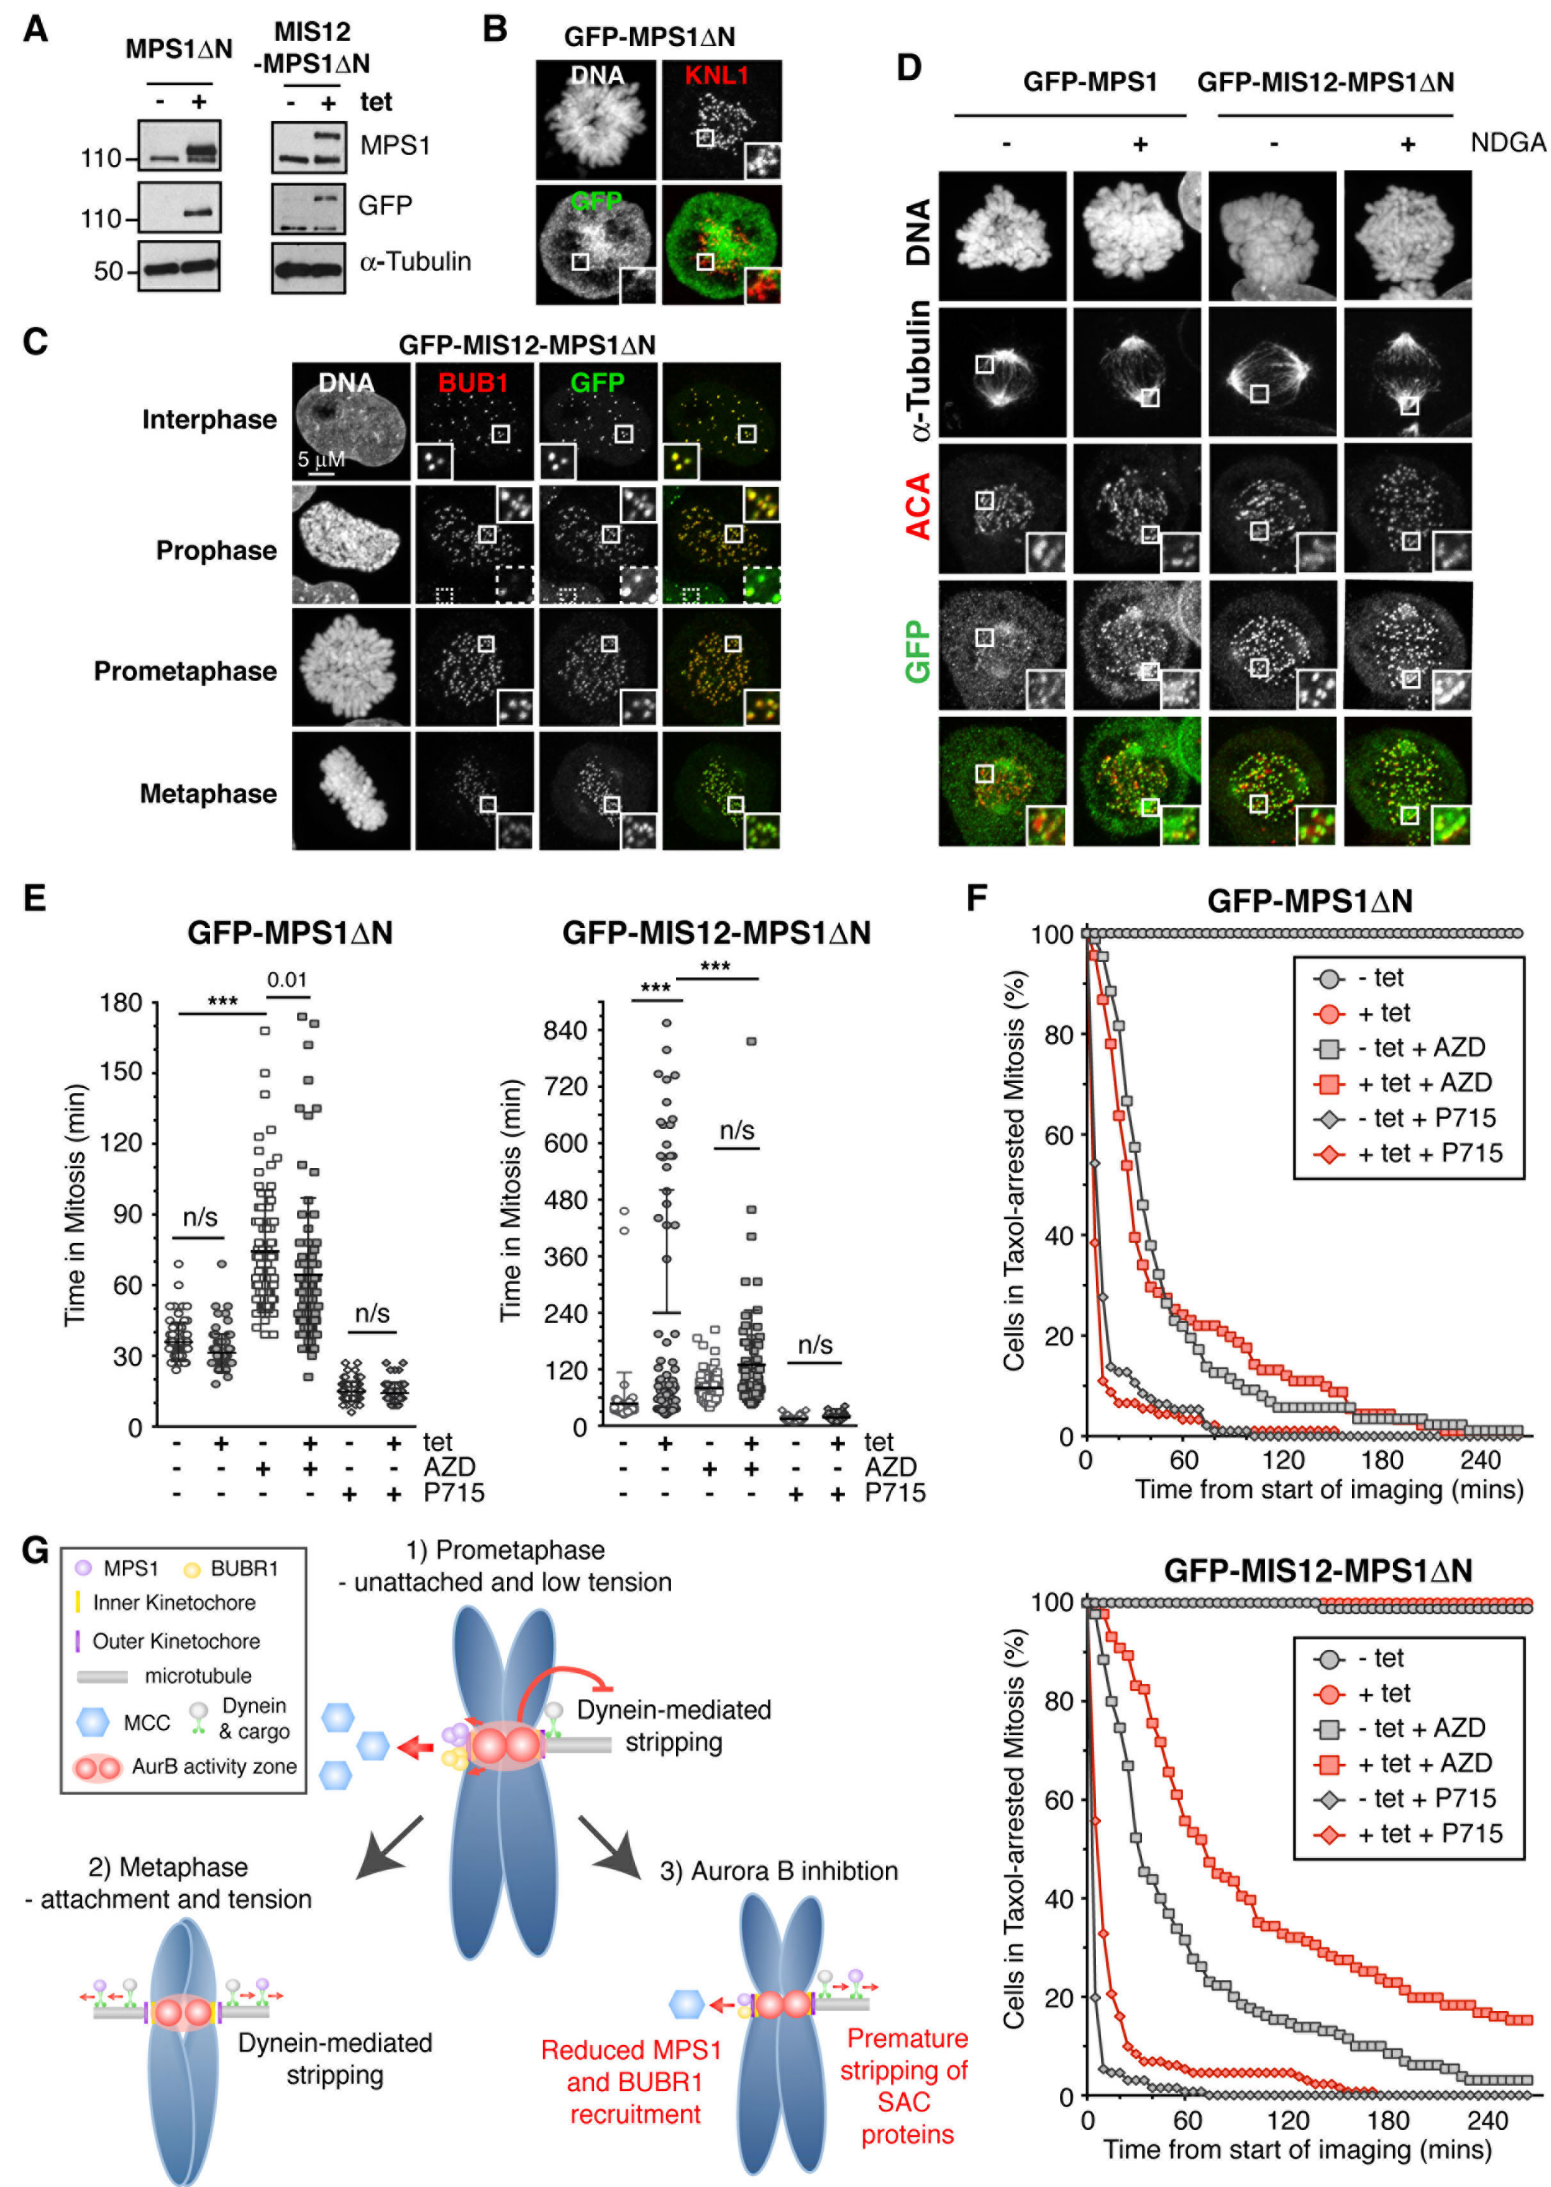 A
MPS1ΔN
MIS12
-MPS1ΔN
- + - + tet
110
MPS1
110
GFP
50
α-Tubulin
B
GFP-MPS1ΔN
DNA
KNL1
GFP
C
GFP-MIS12-MPS1ΔN
DNA
BUB1
GFP
Interphase
5 μM
Prophase
Prometaphase
Metaphase
D
GFP-MPS1
GFP-MIS12-MPS1ΔN
- + - + NDGA
DNA
α-Tubulin
ACA
GFP
E
GFP-MPS1ΔN
Time in Mitosis (min)
180
150
120
90
60
30
0
n/s
***
0.01
n/s
- + - + - + tet
- - + + - - AZD
- - - - + + P715
GFP-MIS12-MPS1ΔN
Time in Mitosis (min)
840
720
600
480
360
240
120
0
***
***
n/s
n/s
- + - + - + tet
- - + + - - AZD
- - - - + + P715
F
GFP-MPS1ΔN
Cells in Taxol-arrested Mitosis (%)
100
80
60
40
20
0
- tet
+ tet
- tet + AZD
+ tet + AZD
- tet + P715
+ tet + P715
0 60 120 180 240
Time from start of imaging (mins)
GFP-MIS12-MPS1ΔN
Cells in Taxol-arrested Mitosis (%)
100
80
60
40
20
0
- tet
+ tet
- tet + AZD
+ tet + AZD
- tet + P715
+ tet + P715
0 60 120 180 240
Time from start of imaging (mins)
G
MPS1
BUBR1
Inner Kinetochore
Outer Kinetochore
microtubule
MCC
Dynein
& cargo
AurB activity zone
1) Prometaphase
- unattached and low tension
Dynein-mediated
stripping
2) Metaphase
- attachment and tension
Dynein-mediated
stripping
3) Aurora B inhibtion
Reduced MPS1
and BUBR1
recruitment
Premature
stripping of
SAC
proteins